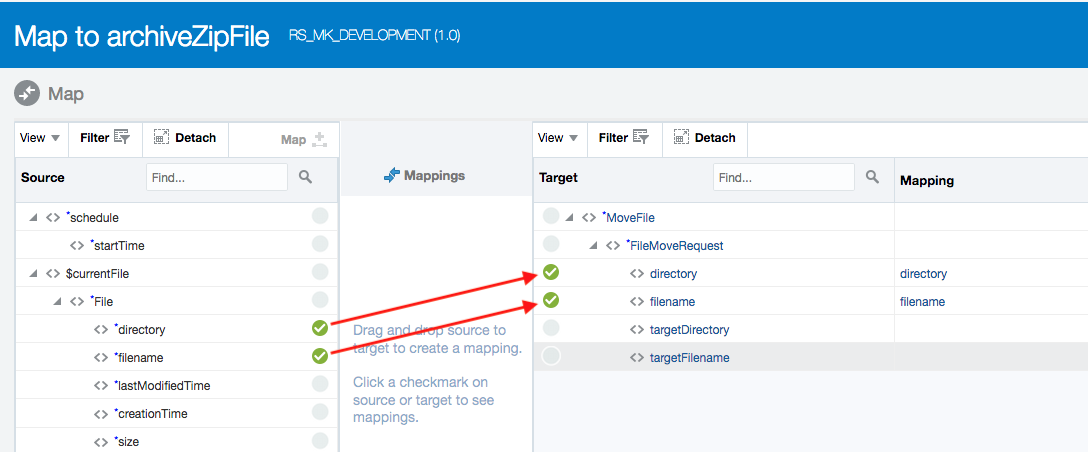 Map to archiveZipFile RS_MK_DEVELOPMENT (1.0)
Map
View Filter Detach Map
Source Find...
*schedule
*startTime
$currentFile
*File
*directory
*filename
*lastModifiedTime
*creationTime
*size
Mappings
Drag and drop source to
target to create a mapping.
Click a checkmark on
source or target to see
mappings.
View Filter Detach
Target Find... Mapping
*MoveFile
*FileMoveRequest
directory directory
filename filename
targetDirectory
targetFilename